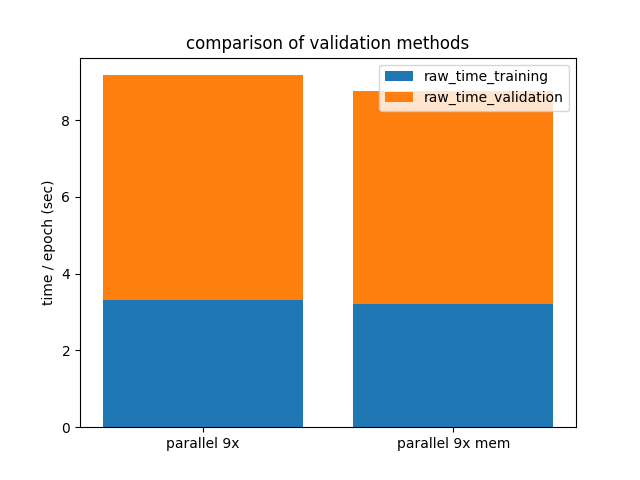 comparison of validation methods
raw_time_training
raw_time_validation
time / epoch (sec)
8
6
4
2
0
parallel 9x
parallel 9x mem